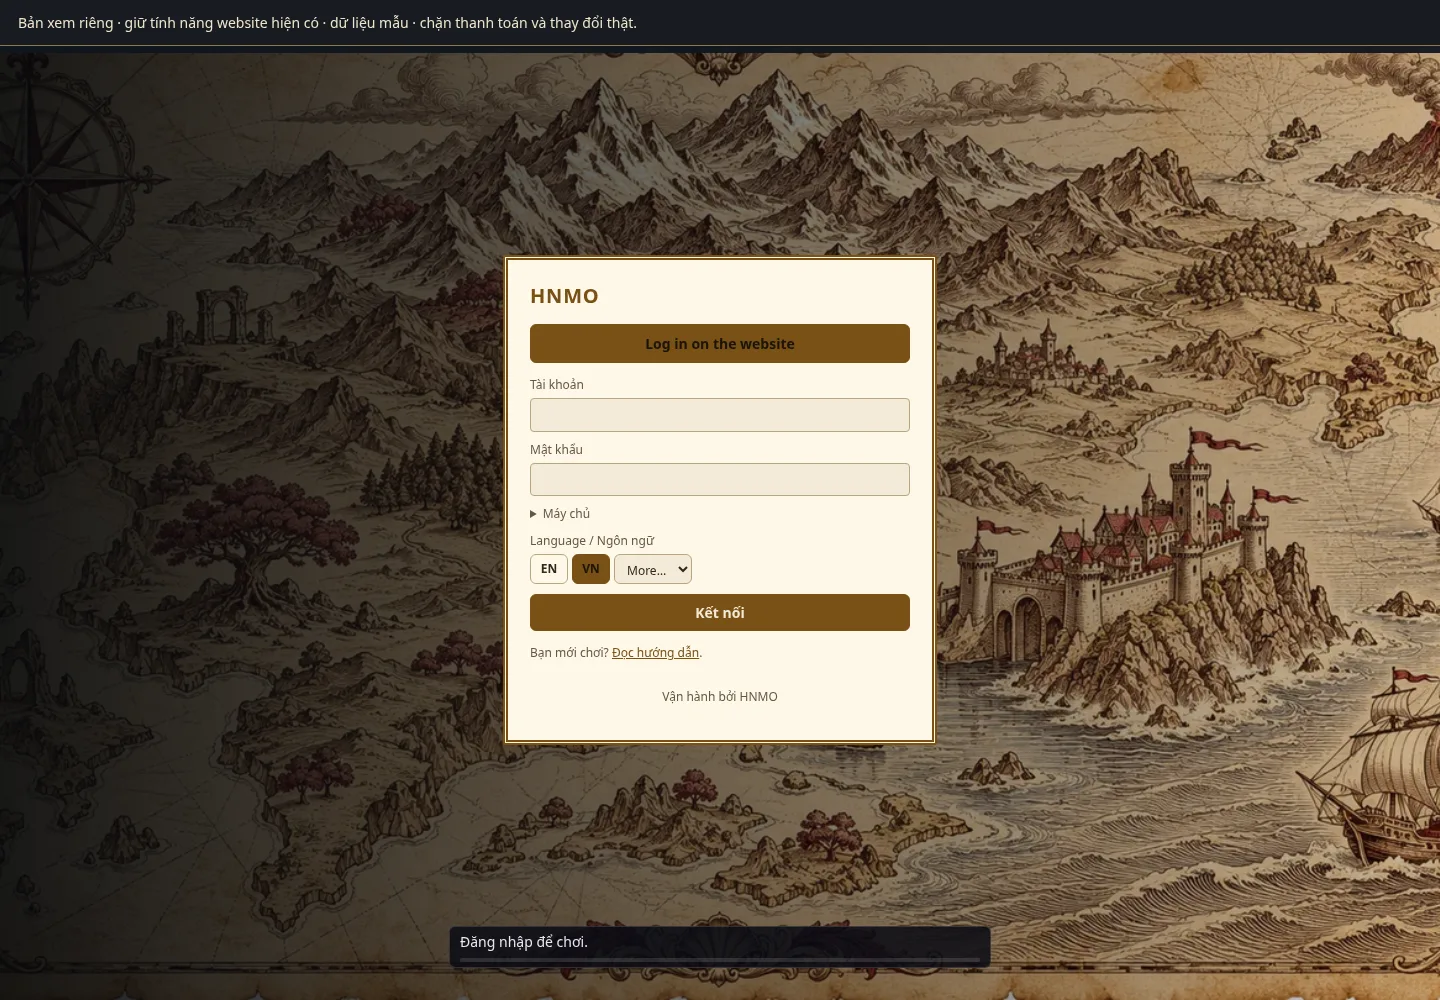 Bản xem riêng · giữ tính năng website hiện có · dữ liệu mẫu · chặn thanh toán và thay đổi thật.
HNMO
Log in on the website
Tài khoản
Mật khẩu
Máy chủ
Language / Ngôn ngữ
EN VN More...
Kết nối
Bạn mới chơi? Đọc hướng dẫn.
Vận hành bởi HNMO
Đăng nhập để chơi.